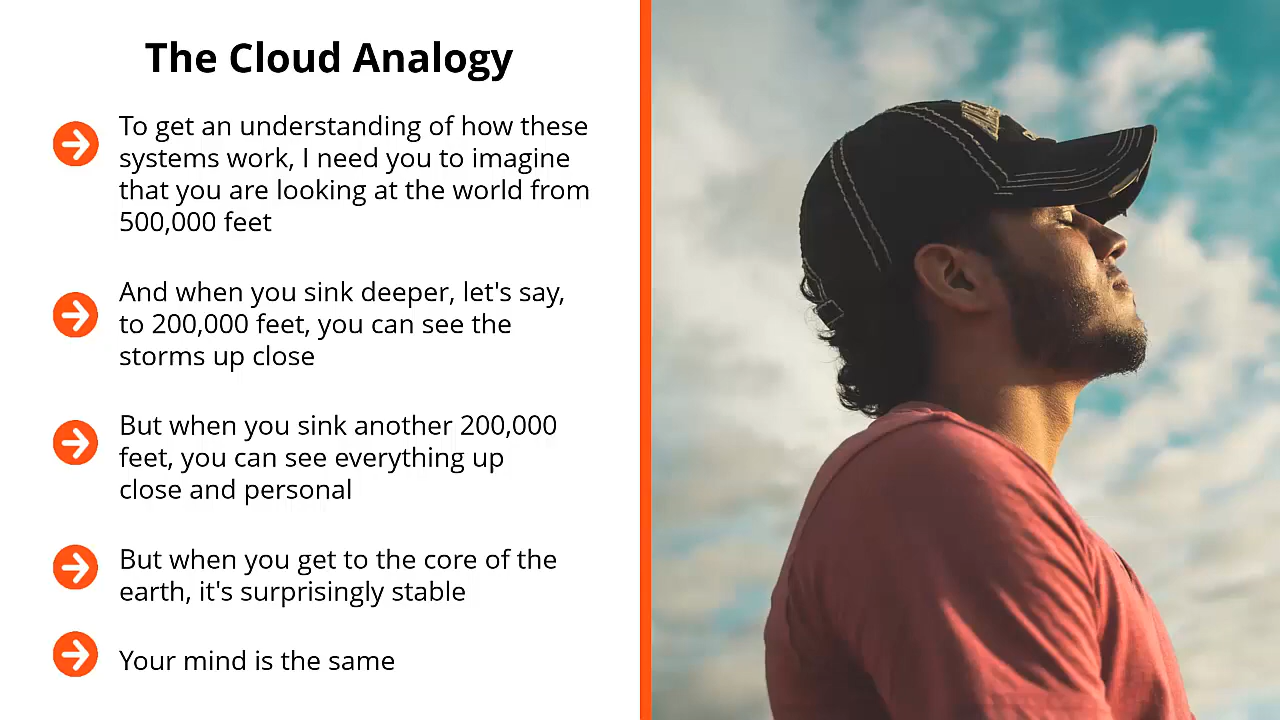 The Cloud Analogy
To get an understanding of how these
systems work, I need you to imagine
that you are looking at the world from
500,000 feet
And when you sink deeper, let's say,
to 200,000 feet, you can see the
storms up close
But when you sink another 200,000
feet, you can see everything up
close and personal
But when you get to the core of the
earth, it's surprisingly stable
Your mind is the same